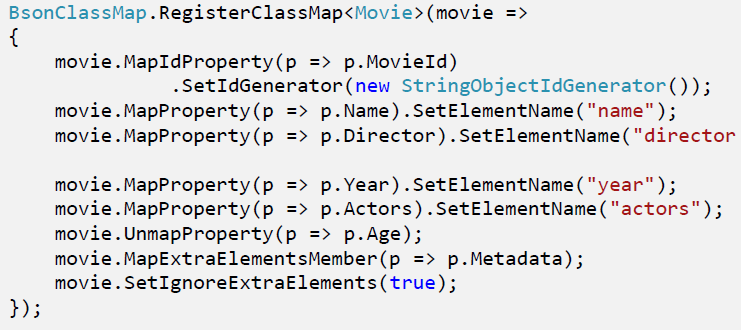 BsonClassMap.RegisterClassMap<Movie>(movie =>
{
    movie.MapIdProperty(p => p.MovieId)
              .SetIdGenerator(new StringObjectIdGenerator());
    movie.MapProperty(p => p.Name).SetElementName("name");
    movie.MapProperty(p => p.Director).SetElementName("director
    movie.MapProperty(p => p.Year).SetElementName("year");
    movie.MapProperty(p => p.Actors).SetElementName("actors");
    movie.UnmapProperty(p => p.Age);
    movie.MapExtraElementsMember(p => p.Metadata);
    movie.SetIgnoreExtraElements(true);
});